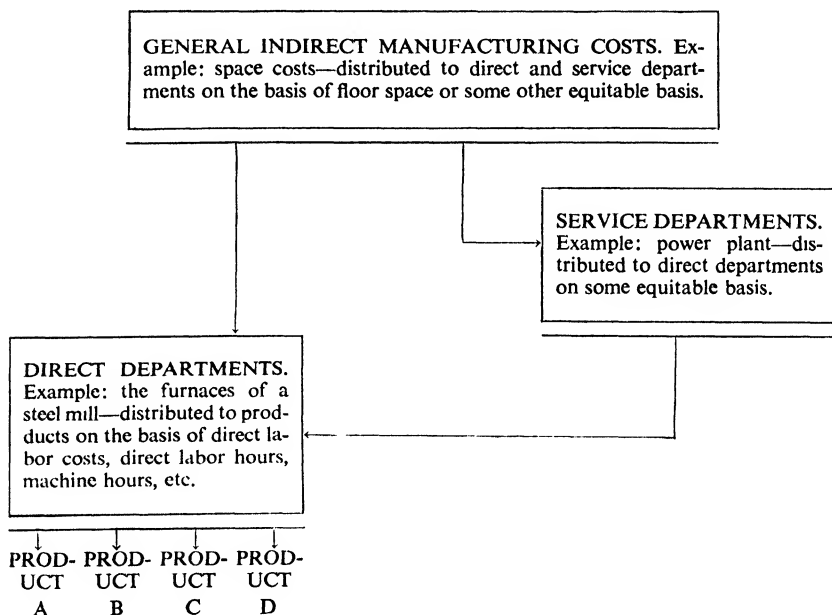 GENERAL INDIRECT MANUFACTURING COSTS. Ex-
ample: space costs—distributed to direct and service depart-
ments on the basis of floor space or some other equitable basis.
SERVICE DEPARTMENTS.
Example: power plant—dis-
tributed to direct departments
on some equitable basis.
DIRECT DEPARTMENTS.
Example: the furnaces of a
steel mill—distributed to prod-
ucts on the basis of direct la-
bor costs, direct labor hours,
machine hours, etc.
PROD- PROD- PROD- PROD-
UCT UCT UCT UCT
A B C D